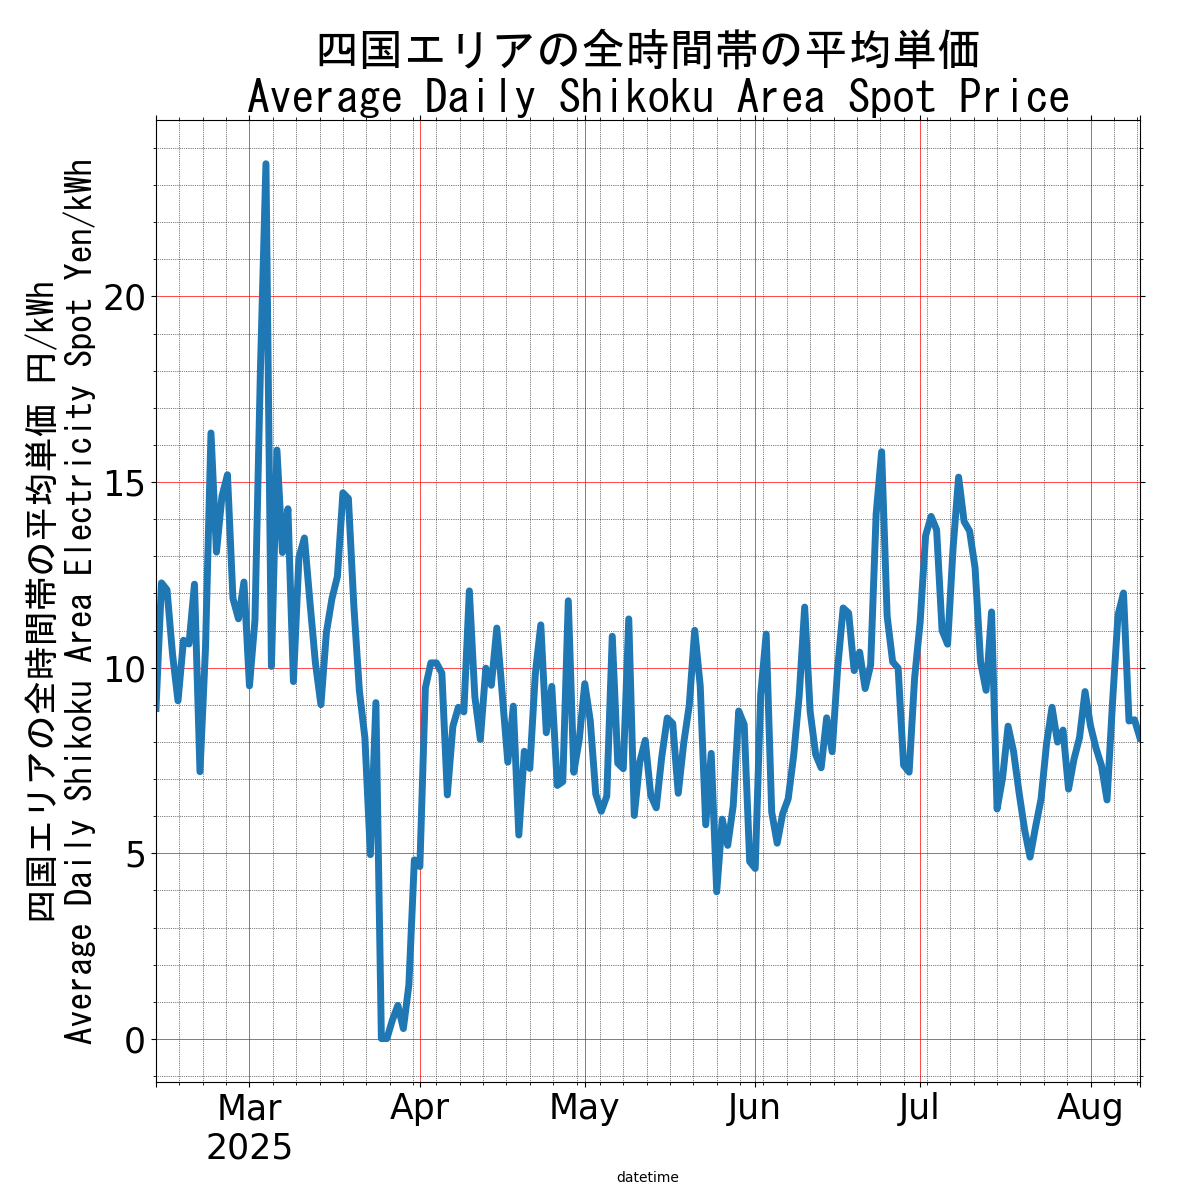 四国エリアの全時間帯の平均単価
Average Daily Shikoku Area Spot Price
四国エリアの全時間帯の平均単価 円/kWh
Average Daily Shikoku Area Electricity Spot Yen/kWh
20
15
10
5
0
Mar
2025
Apr
May
Jun
Jul
Aug
datetime